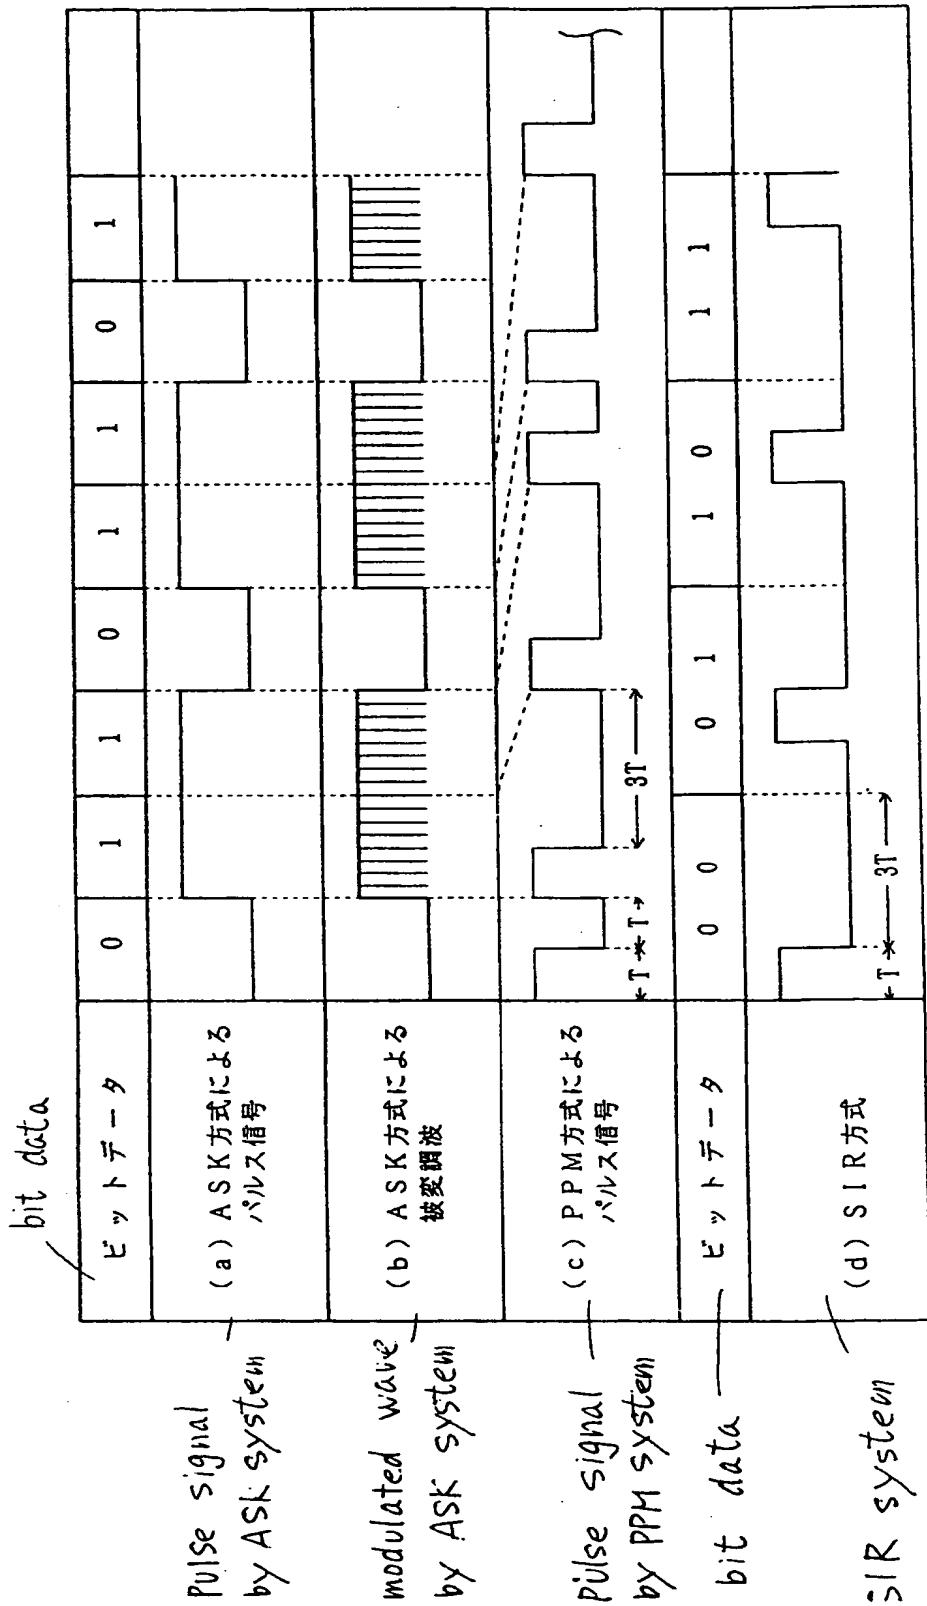 bit data
ビットデータ 0 1 1 0 1 1 0 1
(a) ASK方式による
パルス信号
Pulse signal
by ASK system
(b) ASK方式による
被変調波
modulated wave
by ASK system
(c) PPM方式による
パルス信号
T T 3T
Pulse signal
by PPM system
ビットデータ 0 0 0 1 1 0 1 1
bit data
(d) SIR方式
T 3T
SIR system